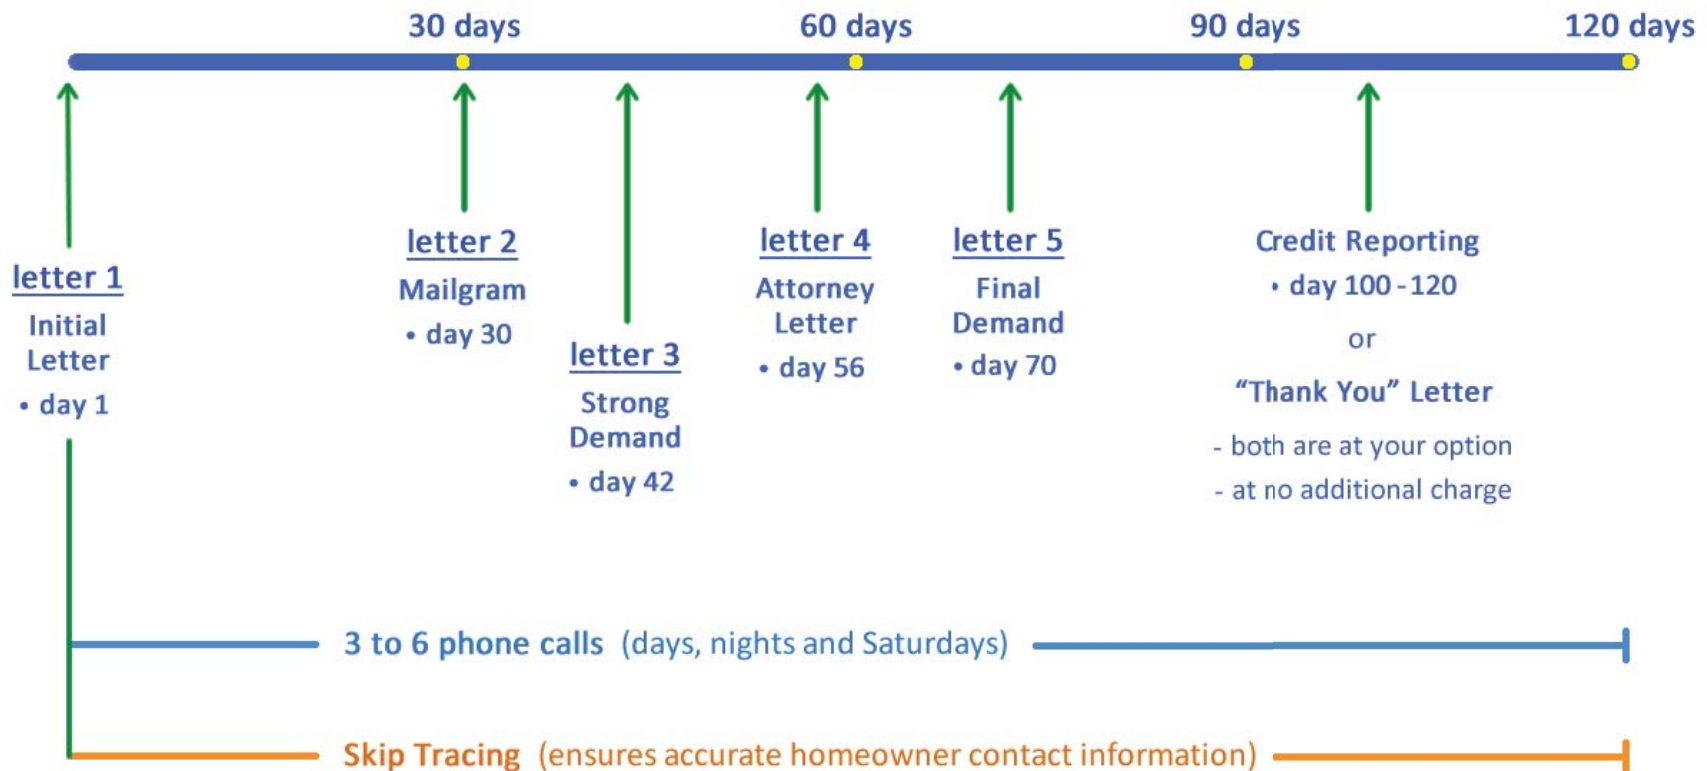 30 days
60 days
90 days
120 days
letter 1
Initial
Letter
• day 1
letter 2
Mailgram
• day 30
letter 3
Strong
Demand
• day 42
letter 4
Attorney
Letter
• day 56
letter 5
Final
Demand
• day 70
Credit Reporting
• day 100-120
or
“Thank You” Letter
- both are at your option
- at no additional charge
3 to 6 phone calls (days, nights and Saturdays)
Skip Tracing (ensures accurate homeowner contact information)